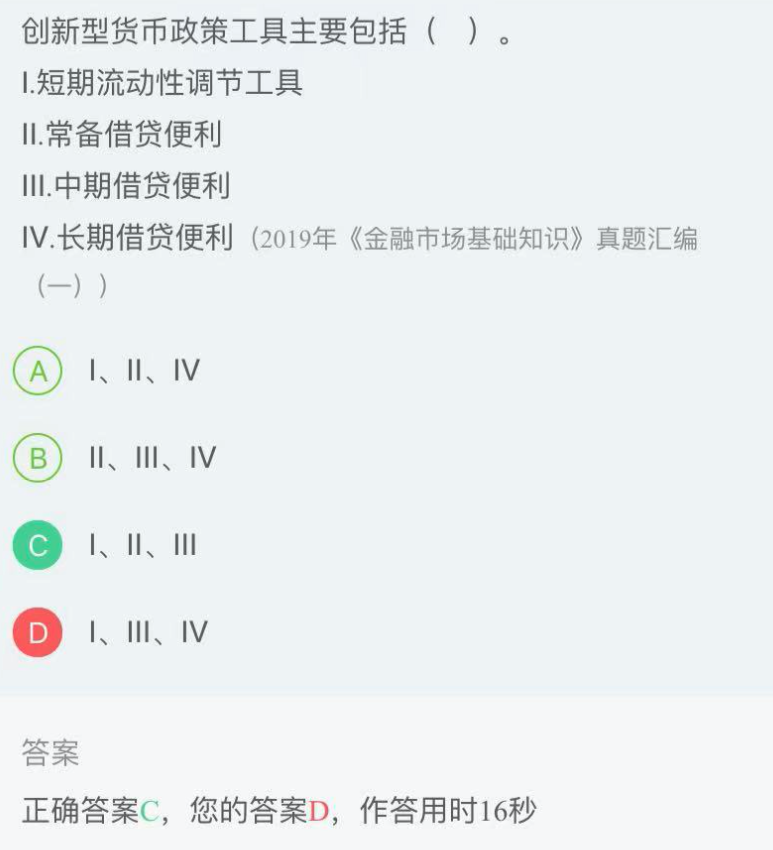 创新型货币政策工具主要包括（ ）。
I.短期流动性调节工具
II.常备借贷便利
III.中期借贷便利
IV.长期借贷便利（2019年《金融市场基础知识》真题汇编
（一））
A I、II、IV
B II、III、IV
C I、II、III
D I、III、IV
答案
正确答案C，您的答案D，作答用时16秒